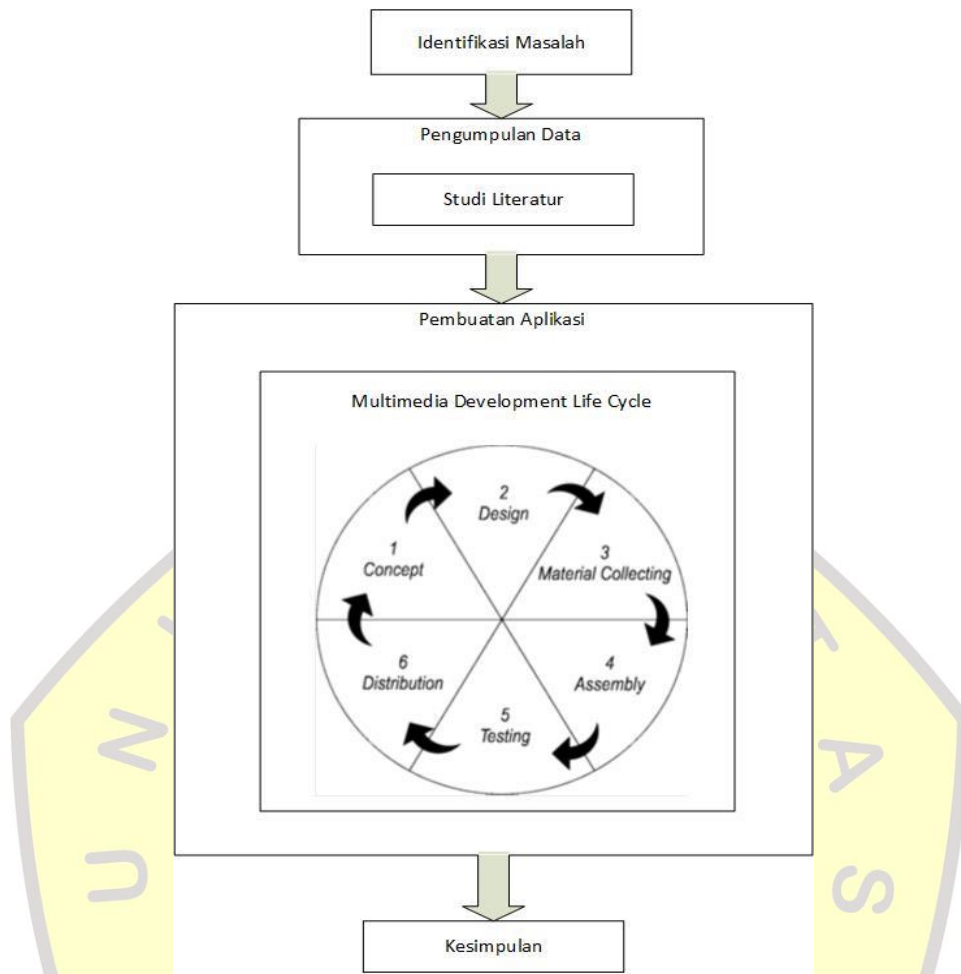 Identifikasi Masalah
Pengumpulan Data
Studi Literatur
Pembuatan Aplikasi
Multimedia Development Life Cycle
1
Concept
2
Design
3
Material Collecting
4
Assembly
5
Testing
6
Distribution
Kesimpulan